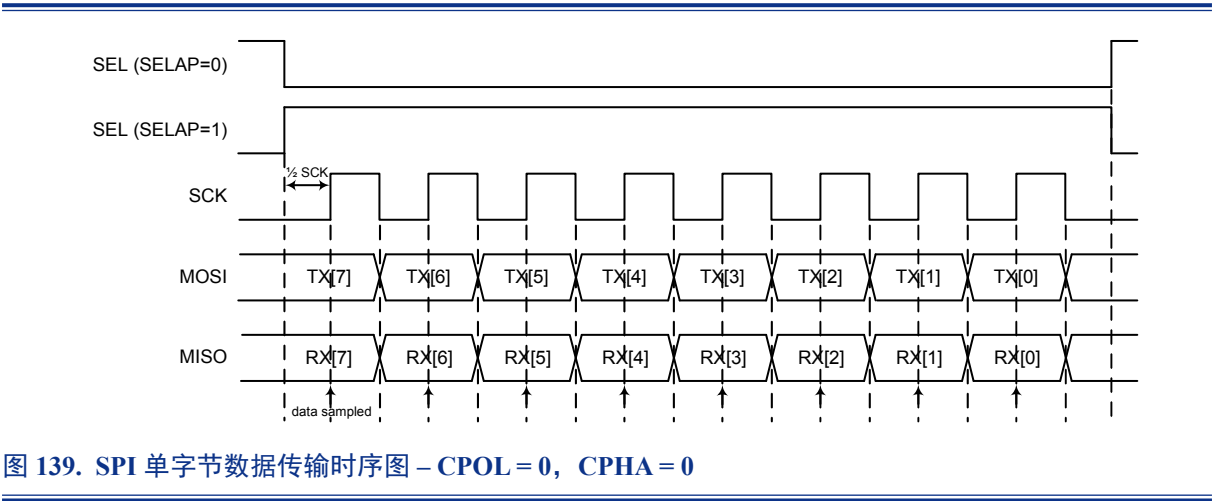 SEL (SELAP=0)
SEL (SELAP=1)
½ SCK
SCK
MOSI TX[7] TX[6] TX[5] TX[4] TX[3] TX[2] TX[1] TX[0]
MISO RX[7] RX[6] RX[5] RX[4] RX[3] RX[2] RX[1] RX[0]
data sampled
图 139. SPI 单字节数据传输时序图 – CPOL = 0，CPHA = 0